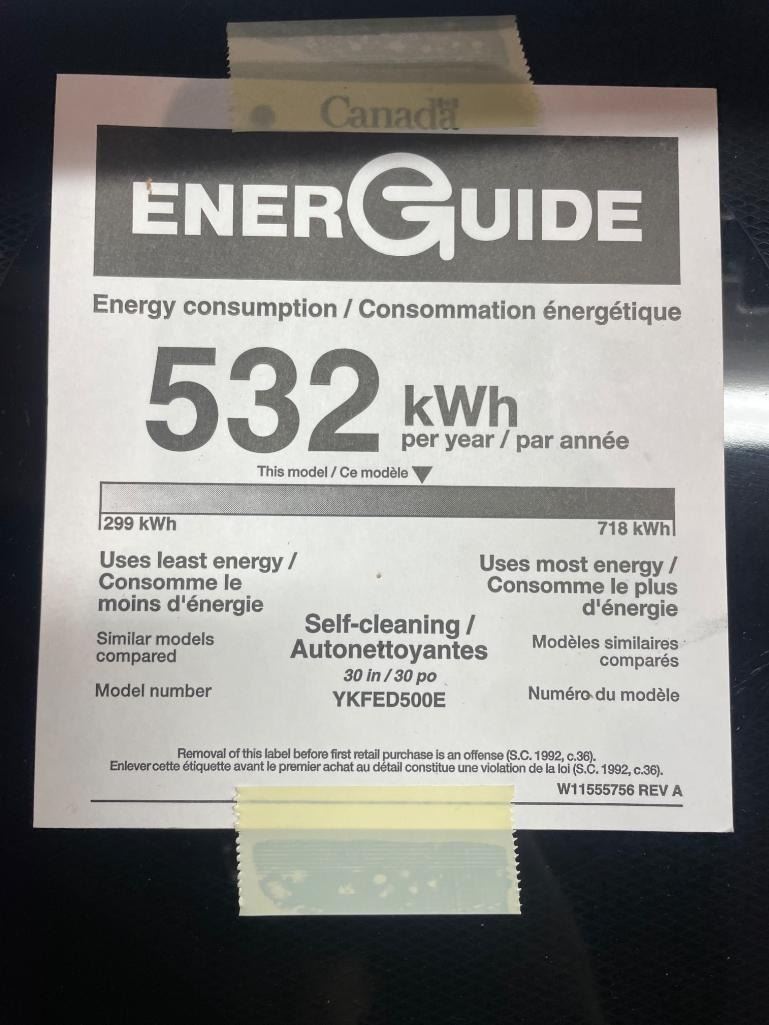 Canada
ENERGUIDE
Energy consumption / Consommation énergétique
532 kWh
per year / par année
This model / Ce modèle
299 kWh
718 kWh
Uses least energy /
Consomme le
moins d'énergie
Uses most energy /
Consomme le plus
d'énergie
Similar models
compared
Self-cleaning /
Autonettoyantes
30 in / 30 po
YKFED500E
Modèles similaires
comparés
Model number
Numéro du modèle
Removal of this label before first retail purchase is an offense (S.C. 1992, c.36).
Enlever cette étiquette avant le premier achat au détail constitue une violation de la loi (S.C. 1992, c.36).
W11555756 REV A